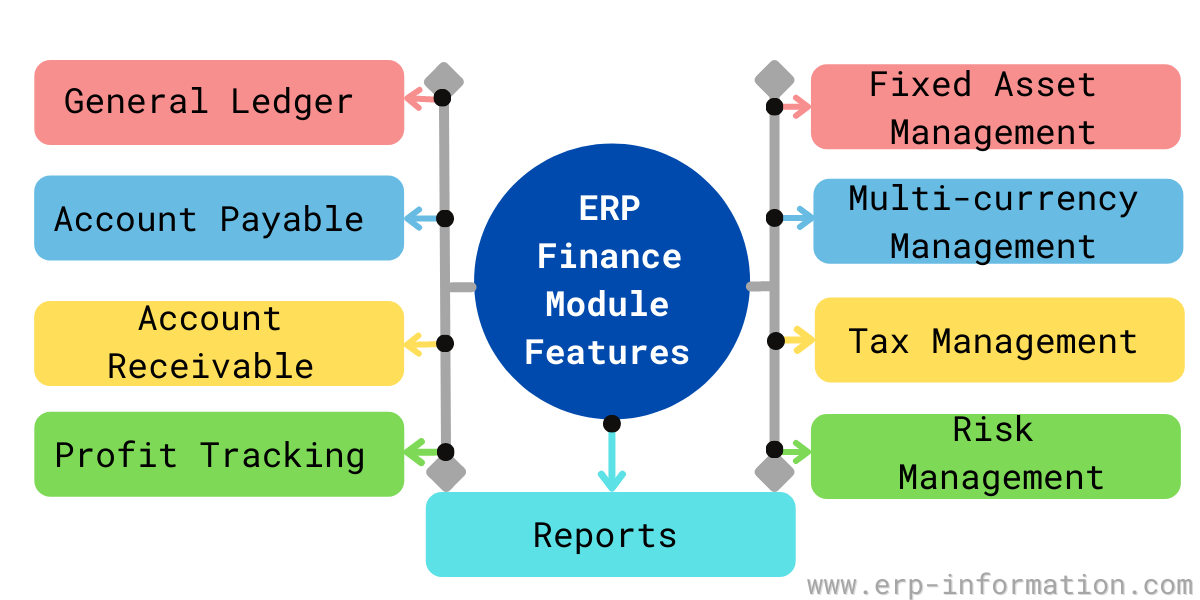 General Ledger
Account Payable
Account
Receivable
Profit Tracking
ERP
Finance
Module
Features
Fixed Asset
Management
Multi-currency
Management
Tax Management
Risk
Management
Reports
www.erp-information.com